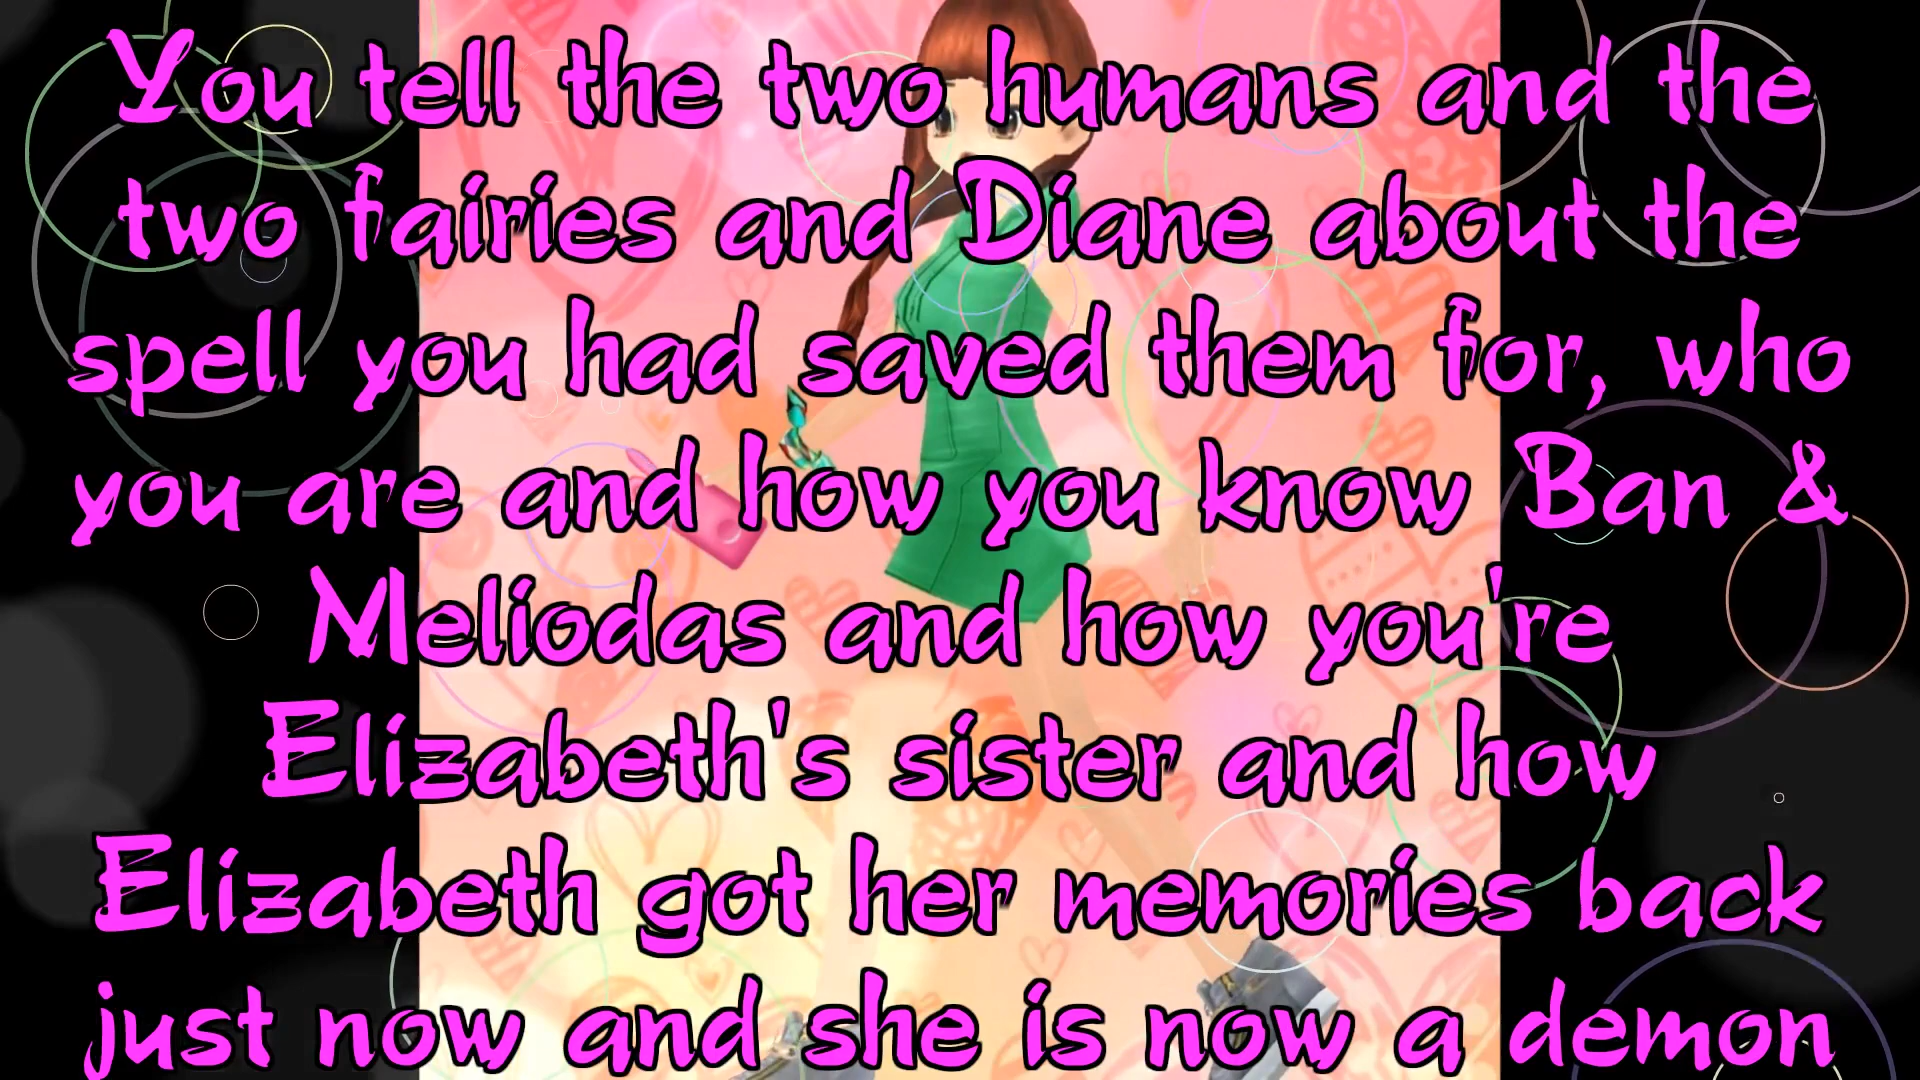 You tell the two humans and the
two fairies and Diane about the
spell you had saved them for, who
you are and how you know Ban &
Meliodas and how you're
Elizabeth's sister and how
Elizabeth got her memories back
just now and she is now a demon